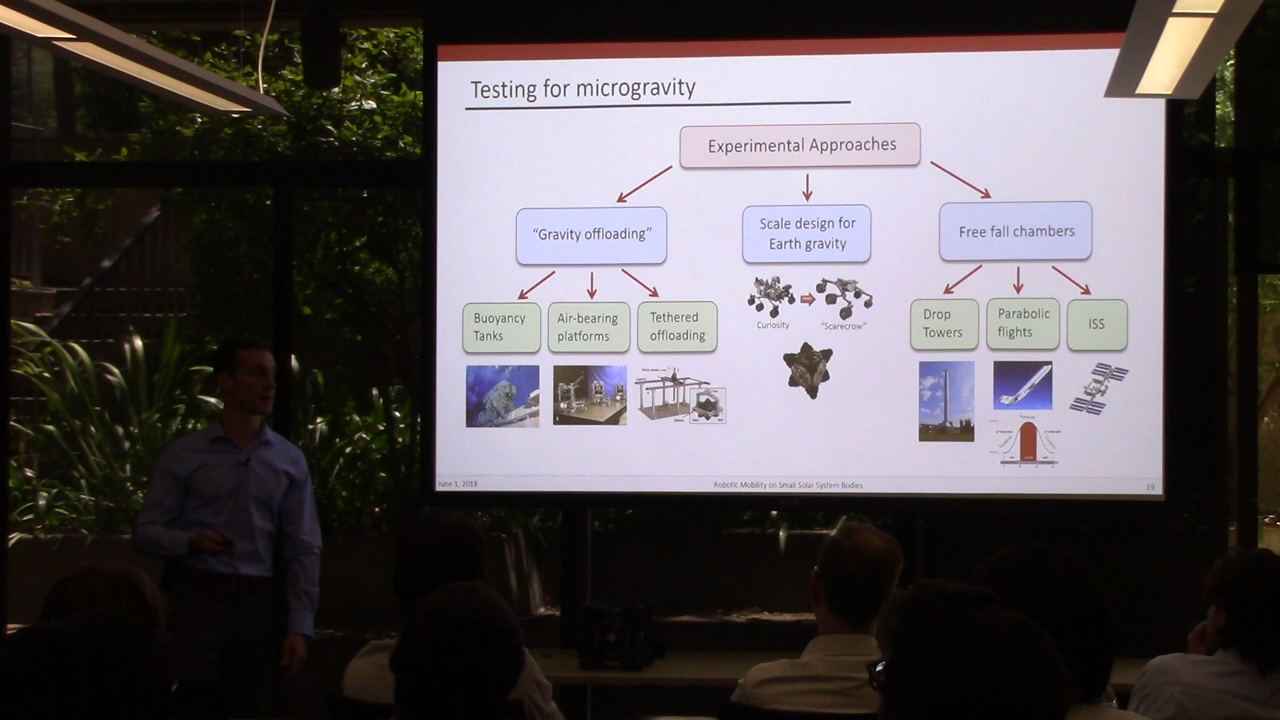 Testing for microgravity
Experimental Approaches
“Gravity offloading”
Scale design for
Earth gravity
Free fall chambers
Buoyancy
Tanks
Air-bearing
platforms
Tethered
offloading
Curiosity
“Scarecrow”
Drop
Towers
Parabolic
flights
ISS
June 1, 2018
Robotic Mobility on Small Solar System Bodies
19